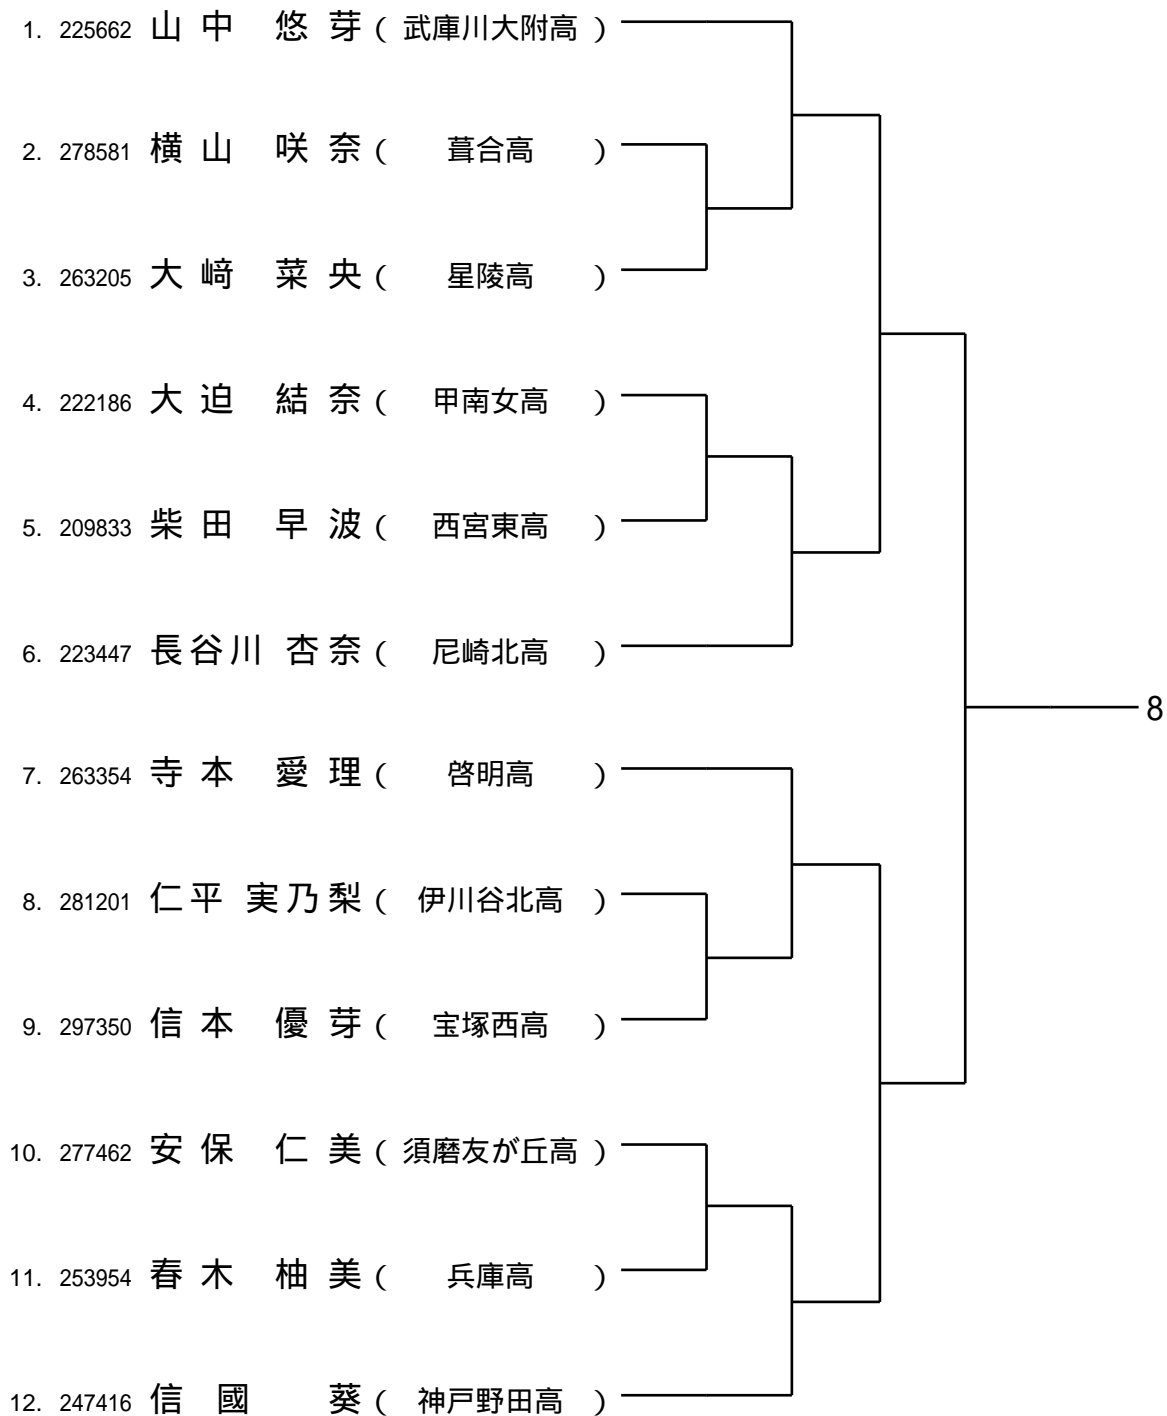 1. 225662 山中 悠芽 ( 武庫川大附高 )
2. 278581 横山 咲奈 ( 葺合高 )
3. 263205 大﨑 菜央 ( 星陵高 )
4. 222186 大迫 結奈 ( 甲南女高 )
5. 209833 柴田 早波 ( 西宮東高 )
6. 223447 長谷川 杏奈 ( 尼崎北高 )
8
7. 263354 寺本 愛理 ( 啓明高 )
8. 281201 仁平 実乃梨 ( 伊川谷北高 )
9. 297350 信本 優芽 ( 宝塚西高 )
10. 277462 安保 仁美 ( 須磨友が丘高 )
11. 253954 春木 柚美 ( 兵庫高 )
12. 247416 信國 葵 ( 神戸野田高 )